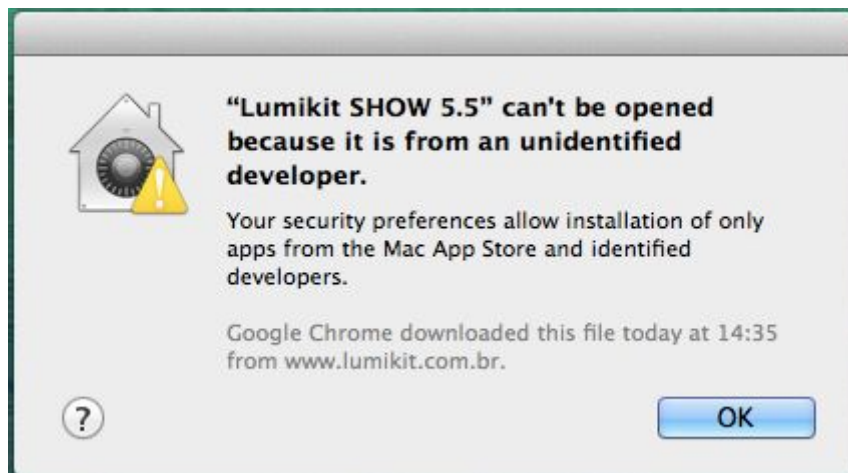 “Lumikit SHOW 5.5” can't be opened
because it is from an unidentified
developer.
Your security preferences allow installation of only
apps from the Mac App Store and identified
developers.
Google Chrome downloaded this file today at 14:35
from www.lumikit.com.br.
?
OK